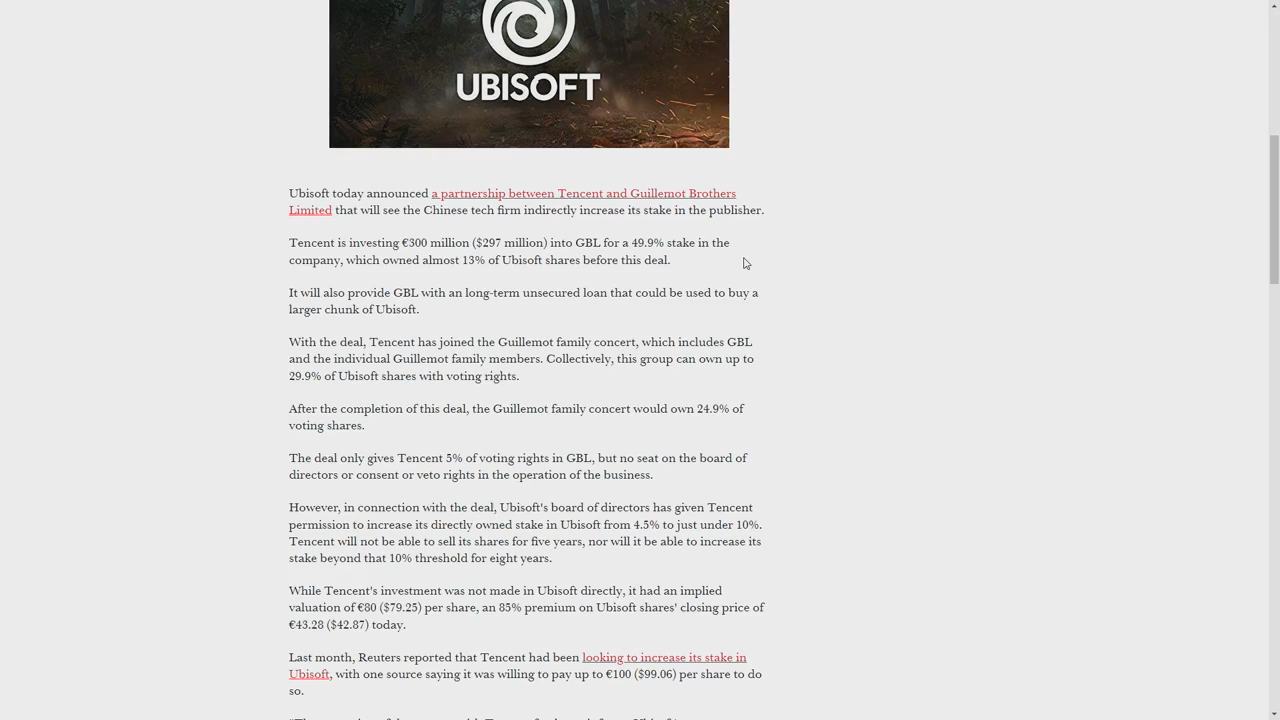 UBISOFT
Ubisoft today announced a partnership between Tencent and Guillemot Brothers
Limited that will see the Chinese tech firm indirectly increase its stake in the publisher.
Tencent is investing €300 million ($297 million) into GBL for a 49.9% stake in the
company, which owned almost 13% of Ubisoft shares before this deal.
It will also provide GBL with an long-term unsecured loan that could be used to buy a
larger chunk of Ubisoft.
With the deal, Tencent has joined the Guillemot family concert, which includes GBL
and the individual Guillemot family members. Collectively, this group can own up to
29.9% of Ubisoft shares with voting rights.
After the completion of this deal, the Guillemot family concert would own 24.9% of
voting shares.
The deal only gives Tencent 5% of voting rights in GBL, but no seat on the board of
directors or consent or veto rights in the operation of the business.
However, in connection with the deal, Ubisoft's board of directors has given Tencent
permission to increase its directly owned stake in Ubisoft from 4.5% to just under 10%.
Tencent will not be able to sell its shares for five years, nor will it be able to increase its
stake beyond that 10% threshold for eight years.
While Tencent's investment was not made in Ubisoft directly, it had an implied
valuation of €80 ($79.25) per share, an 85% premium on Ubisoft shares' closing price of
€43.28 ($42.87) today.
Last month, Reuters reported that Tencent had been looking to increase its stake in
Ubisoft, with one source saying it was willing to pay up to €100 ($99.06) per share to do
so.